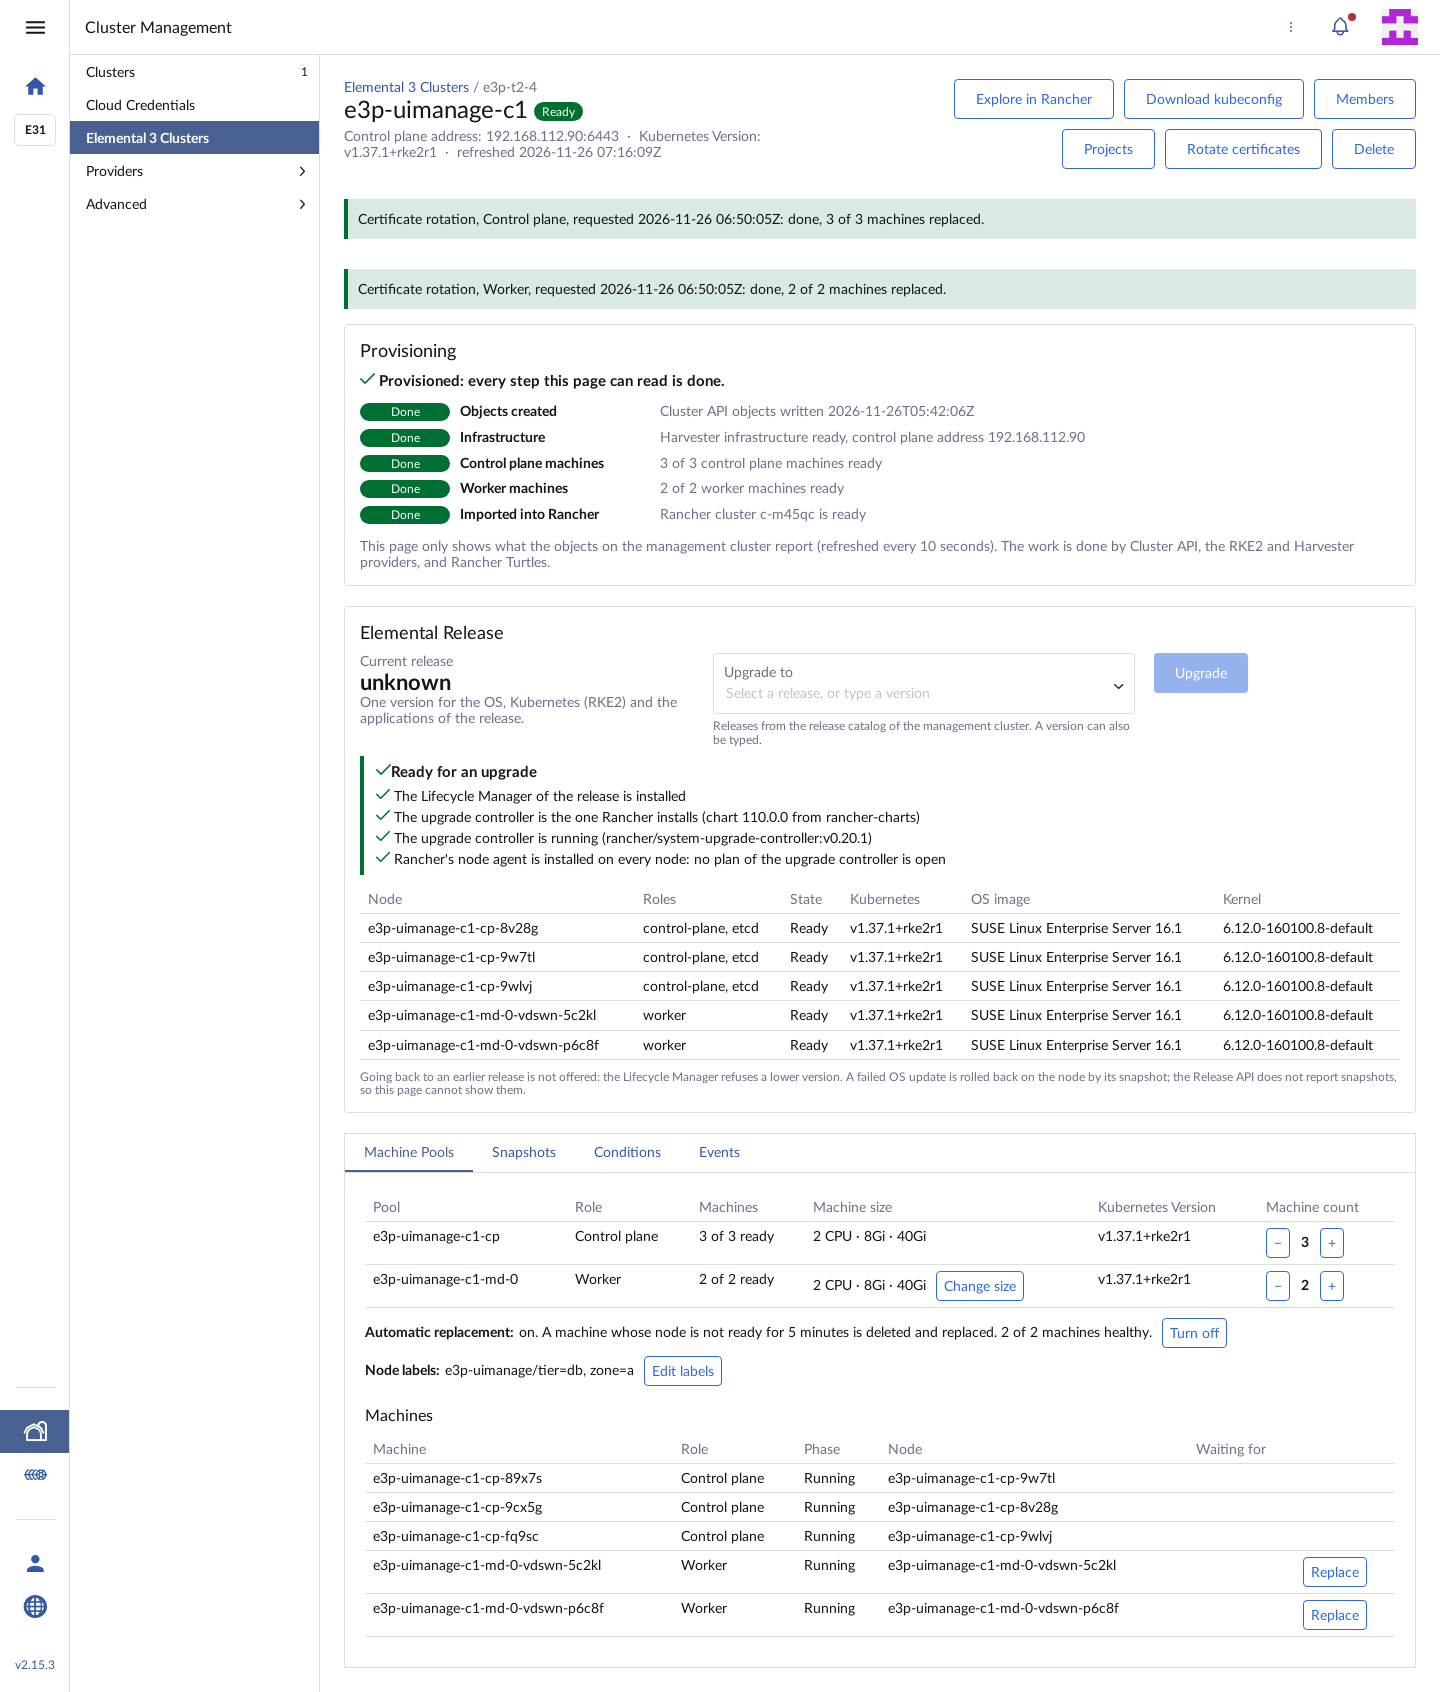 Cluster Management
E31
Clusters 1
Cloud Credentials
Elemental 3 Clusters
Providers
Advanced
v2.15.3
Elemental 3 Clusters / e3p-t2-4
e3p-uimanage-c1 Ready
Control plane address: 192.168.112.90:6443 · Kubernetes Version:
v1.37.1+rke2r1 · refreshed 2026-11-26 07:16:09Z
Explore in Rancher Download kubeconfig Members
Projects Rotate certificates Delete
Certificate rotation, Control plane, requested 2026-11-26 06:50:05Z: done, 3 of 3 machines replaced.
Certificate rotation, Worker, requested 2026-11-26 06:50:05Z: done, 2 of 2 machines replaced.
Provisioning
Provisioned: every step this page can read is done.
Done Objects created Cluster API objects written 2026-11-26T05:42:06Z
Done Infrastructure Harvester infrastructure ready, control plane address 192.168.112.90
Done Control plane machines 3 of 3 control plane machines ready
Done Worker machines 2 of 2 worker machines ready
Done Imported into Rancher Rancher cluster c-m45qc is ready
This page only shows what the objects on the management cluster report (refreshed every 10 seconds). The work is done by Cluster API, the RKE2 and Harvester
providers, and Rancher Turtles.
Elemental Release
Current release
unknown
One version for the OS, Kubernetes (RKE2) and the
applications of the release.
Upgrade to
Select a release, or type a version
Upgrade
Releases from the release catalog of the management cluster. A version can also
be typed.
Ready for an upgrade
The Lifecycle Manager of the release is installed
The upgrade controller is the one Rancher installs (chart 110.0.0 from rancher-charts)
The upgrade controller is running (rancher/system-upgrade-controller:v0.20.1)
Rancher's node agent is installed on every node: no plan of the upgrade controller is open
Node Roles State Kubernetes OS image Kernel
e3p-uimanage-c1-cp-8v28g control-plane, etcd Ready v1.37.1+rke2r1 SUSE Linux Enterprise Server 16.1 6.12.0-160100.8-default
e3p-uimanage-c1-cp-9w7tl control-plane, etcd Ready v1.37.1+rke2r1 SUSE Linux Enterprise Server 16.1 6.12.0-160100.8-default
e3p-uimanage-c1-cp-9wlvj control-plane, etcd Ready v1.37.1+rke2r1 SUSE Linux Enterprise Server 16.1 6.12.0-160100.8-default
e3p-uimanage-c1-md-0-vdswn-5c2kl worker Ready v1.37.1+rke2r1 SUSE Linux Enterprise Server 16.1 6.12.0-160100.8-default
e3p-uimanage-c1-md-0-vdswn-p6c8f worker Ready v1.37.1+rke2r1 SUSE Linux Enterprise Server 16.1 6.12.0-160100.8-default
Going back to an earlier release is not offered: the Lifecycle Manager refuses a lower version. A failed OS update is rolled back on the node by its snapshot; the Release API does not report snapshots,
so this page cannot show them.
Machine Pools Snapshots Conditions Events
Pool Role Machines Machine size Kubernetes Version Machine count
e3p-uimanage-c1-cp Control plane 3 of 3 ready 2 CPU · 8Gi · 40Gi v1.37.1+rke2r1 − 3 +
e3p-uimanage-c1-md-0 Worker 2 of 2 ready 2 CPU · 8Gi · 40Gi Change size v1.37.1+rke2r1 − 2 +
Automatic replacement: on. A machine whose node is not ready for 5 minutes is deleted and replaced. 2 of 2 machines healthy. Turn off
Node labels: e3p-uimanage/tier=db, zone=a Edit labels
Machines
Machine Role Phase Node Waiting for
e3p-uimanage-c1-cp-89x7s Control plane Running e3p-uimanage-c1-cp-9w7tl
e3p-uimanage-c1-cp-9cx5g Control plane Running e3p-uimanage-c1-cp-8v28g
e3p-uimanage-c1-cp-fq9sc Control plane Running e3p-uimanage-c1-cp-9wlvj
e3p-uimanage-c1-md-0-vdswn-5c2kl Worker Running e3p-uimanage-c1-md-0-vdswn-5c2kl Replace
e3p-uimanage-c1-md-0-vdswn-p6c8f Worker Running e3p-uimanage-c1-md-0-vdswn-p6c8f Replace